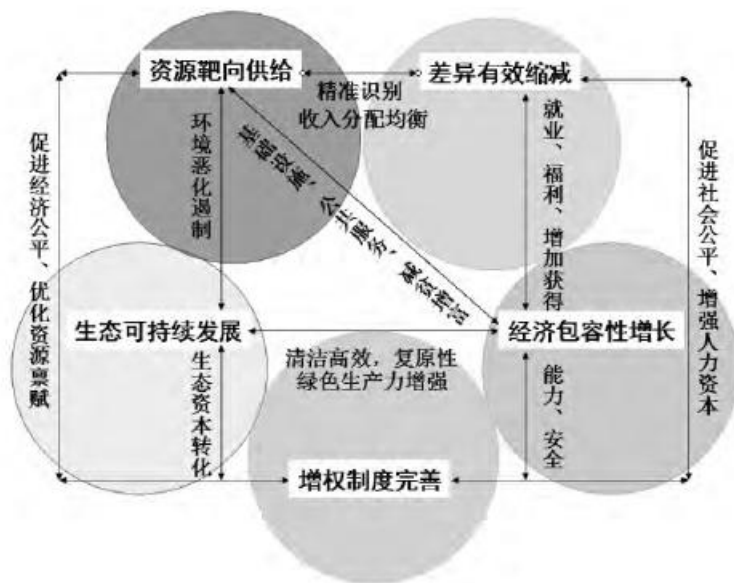 资源靶向供给
差异有效缩减
精准识别
收入分配均衡
促进经济公平、优化资源禀赋
环境恶化遏制
基础设施、公共服务、减贫增富
就业、福利、增加获得
促进社会公平、增强人力资本
生态可持续发展
经济包容性增长
清洁高效，复原性
绿色生产力增强
生态资本转化
能力、安全
增权制度完善